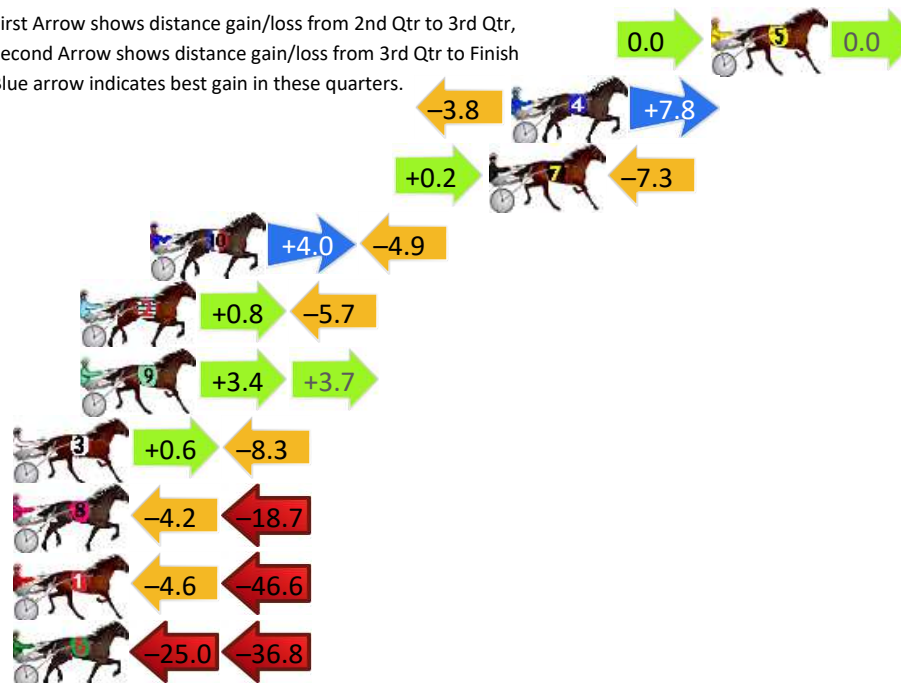 irst Arrow shows distance gain/loss from 2nd Qtr to 3rd Qtr,
econd Arrow shows distance gain/loss from 3rd Qtr to Finish
lue arrow indicates best gain in these quarters.
0.0 5 0.0
–3.8 4 +7.8
+0.2 7 –7.3
+4.0 –4.9
+0.8 –5.7
9 +3.4 +3.7
3 +0.6 –8.3
8 –4.2 –18.7
1 –4.6 –46.6
–25.0 –36.8